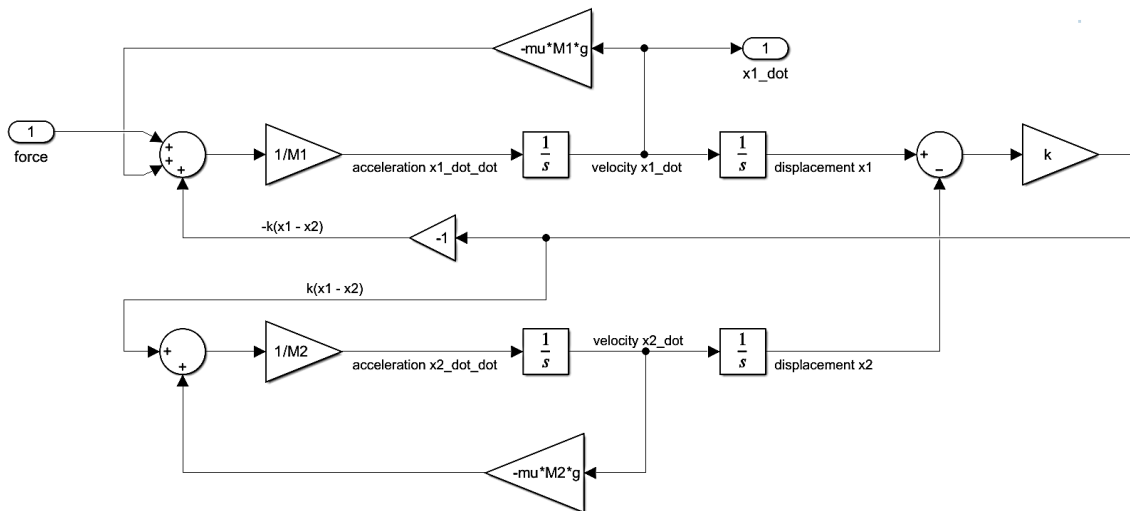 -mu*M1*g
1
x1_dot
1
force
+
+
+
1/M1
acceleration x1_dot_dot
1
s
velocity x1_dot
1
s
displacement x1
+
−
k
-k(x1 - x2)
-1
k(x1 - x2)
+
+
1/M2
acceleration x2_dot_dot
1
s
velocity x2_dot
1
s
displacement x2
-mu*M2*g